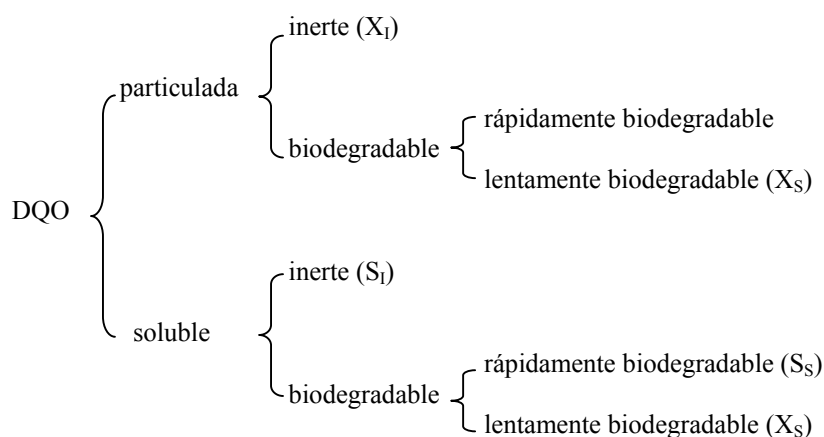 inerte (X_I)
particulada
rápidamente biodegradable
biodegradable
lentamente biodegradable (X_S)
DQO
inerte (S_I)
soluble
rápidamente biodegradable (S_S)
biodegradable
lentamente biodegradable (X_S)